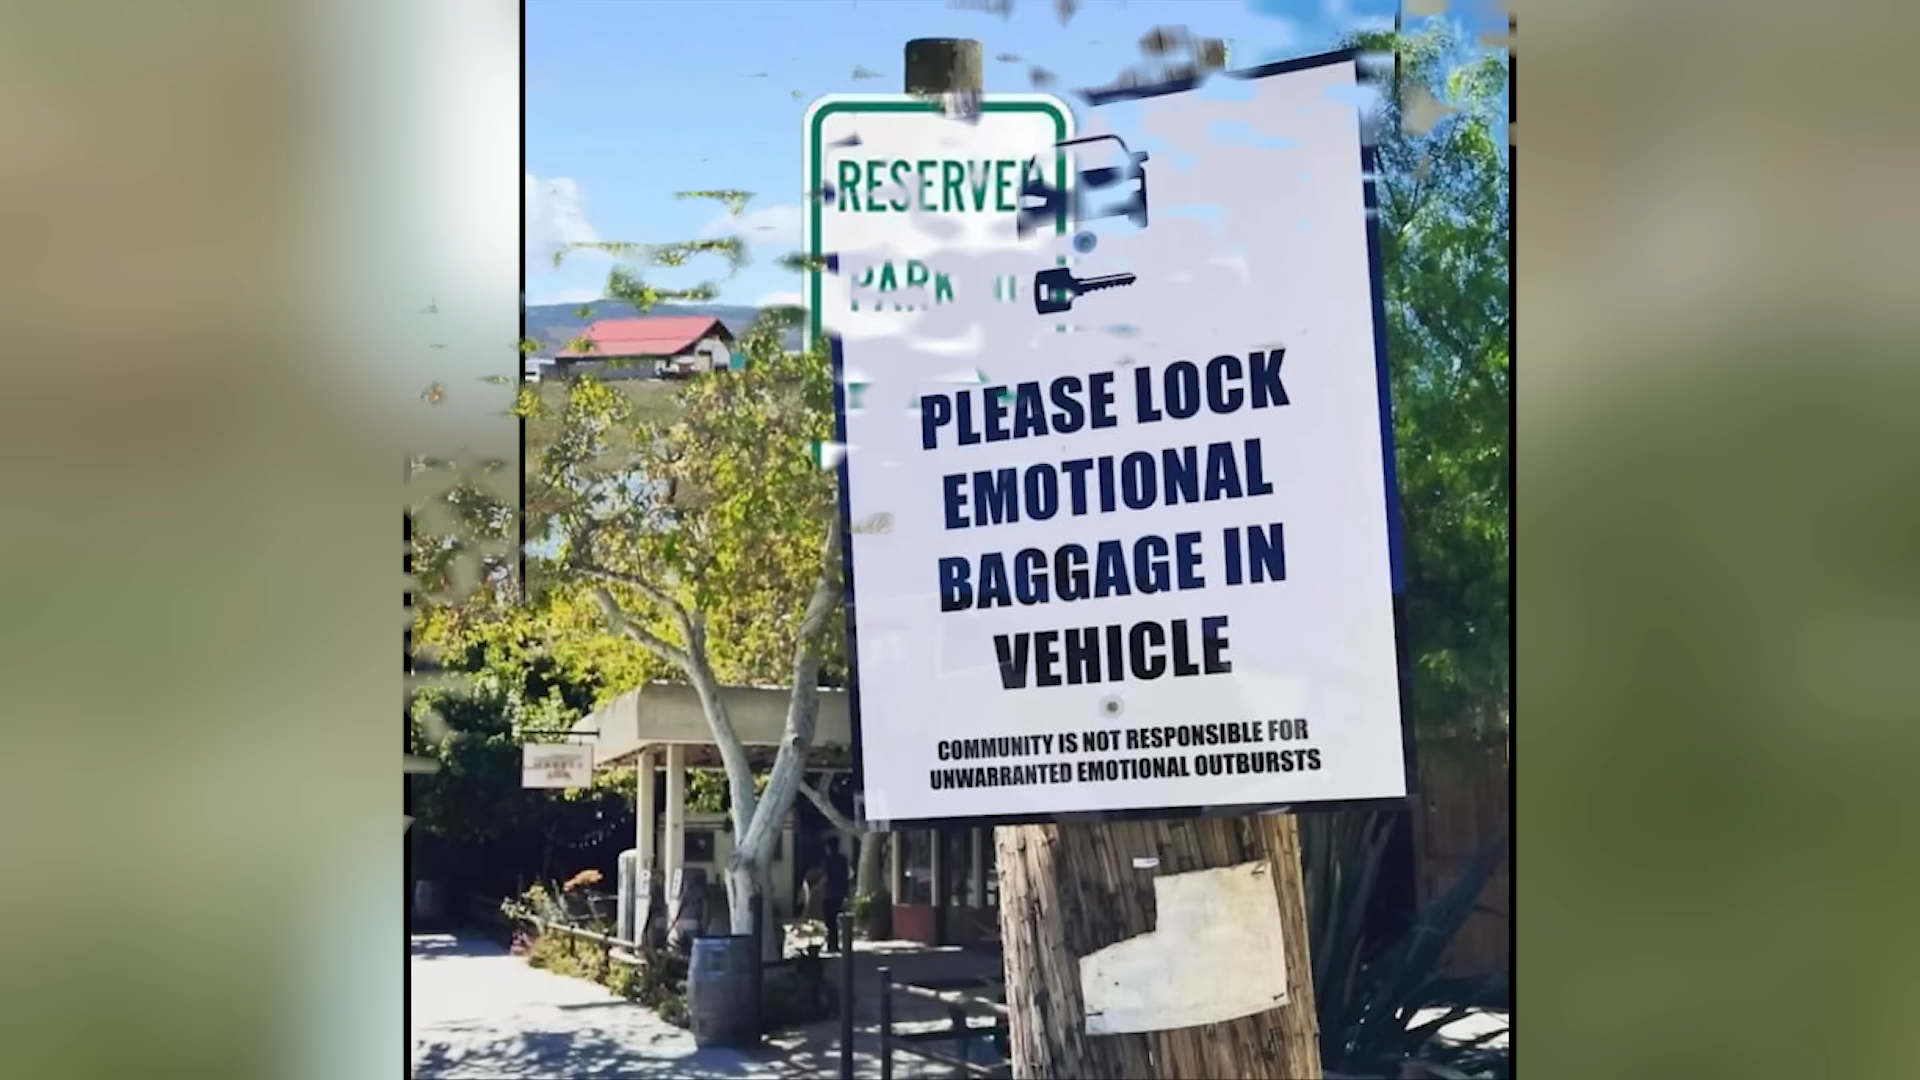 RESERVED
PLEASE LOCK
EMOTIONAL
BAGGAGE IN
VEHICLE
COMMUNITY IS NOT RESPONSIBLE FOR
UNWARRANTED EMOTIONAL OUTBURSTS